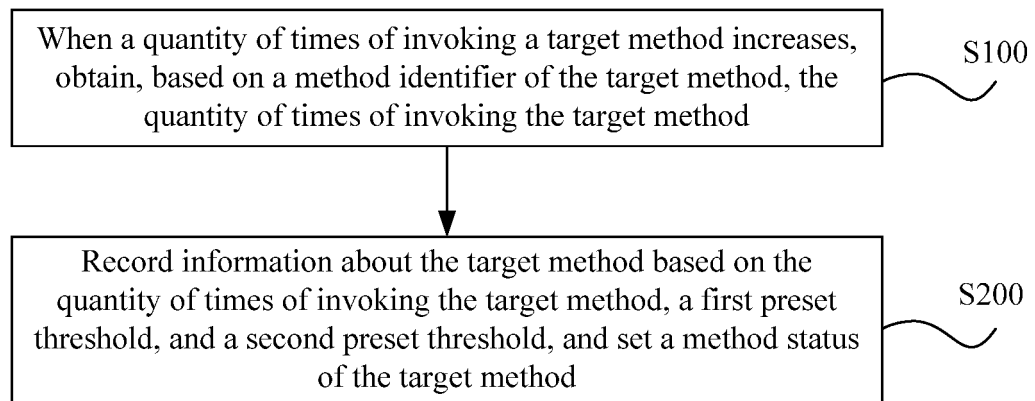 When a quantity of times of invoking a target method increases,
obtain, based on a method identifier of the target method, the
quantity of times of invoking the target method
S100
Record information about the target method based on the
quantity of times of invoking the target method, a first preset
threshold, and a second preset threshold, and set a method status
of the target method
S200